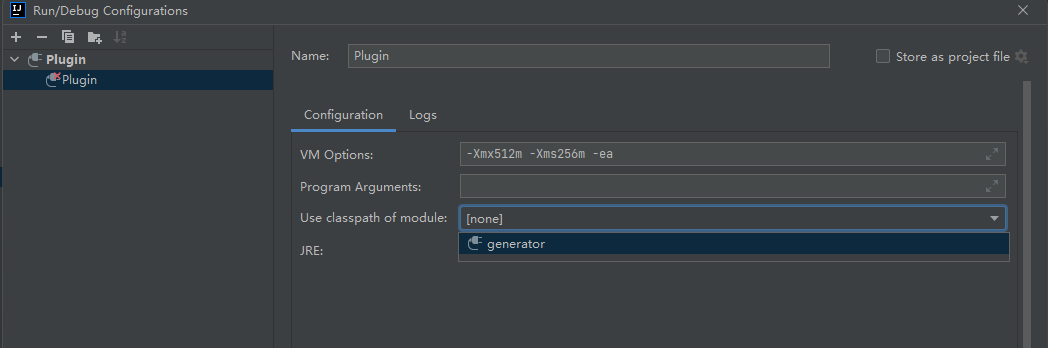 IJ Run/Debug Configurations
Plugin
Plugin
Name: Plugin
Store as project file
Configuration Logs
VM Options: -Xmx512m -Xms256m -ea
Program Arguments:
Use classpath of module: [none]
generator
JRE: